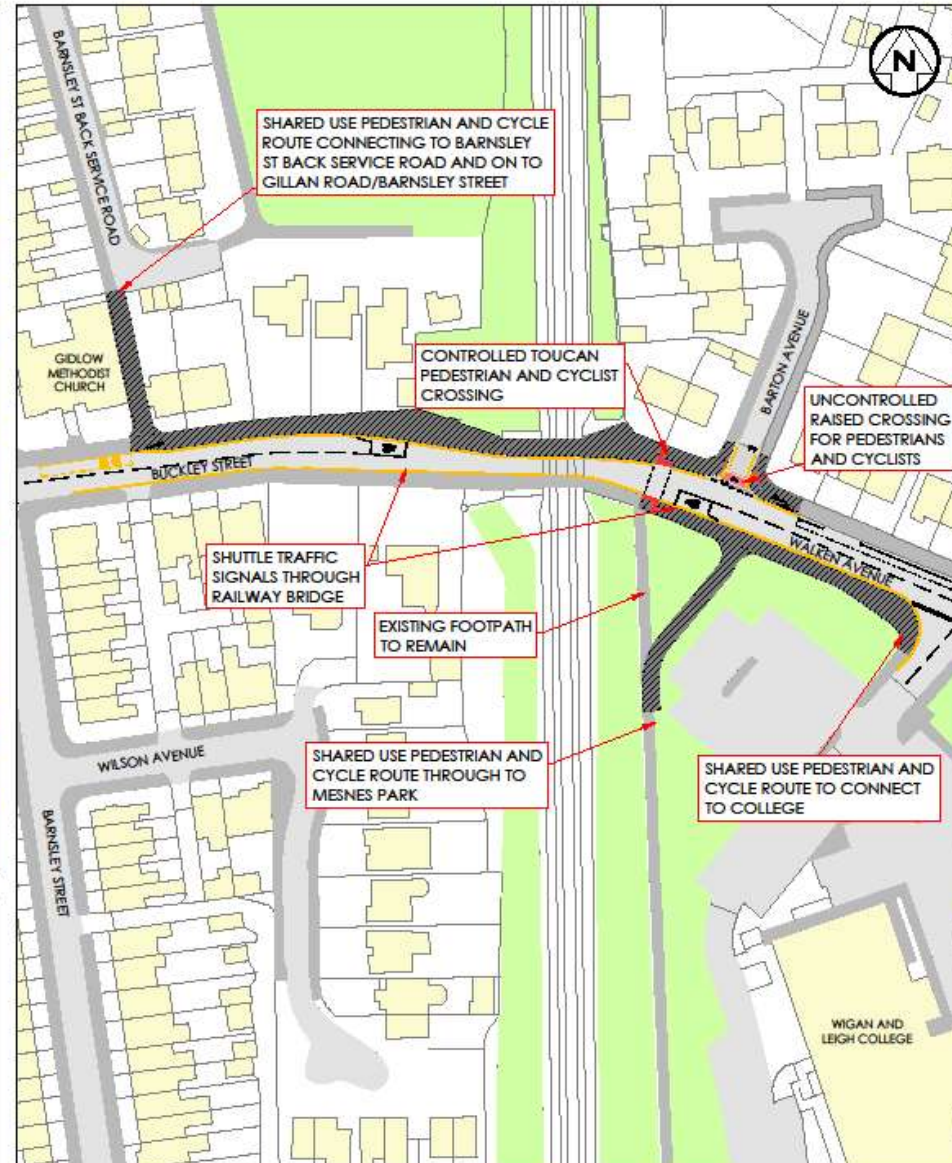 BARNSLEY ST BACK SERVICE ROAD
N
SHARED USE PEDESTRIAN AND CYCLE
ROUTE CONNECTING TO BARNSLEY
ST BACK SERVICE ROAD AND ON TO
GILLAN ROAD/BARNSLEY STREET
GIDLOW
METHODIST
CHURCH
CONTROLLED TOUCAN
PEDESTRIAN AND CYCLIST
CROSSING
BARTON AVENUE
UNCONTROLLED
RAISED CROSSING
FOR PEDESTRIANS
AND CYCLISTS
BUCKLEY STREET
WALKEN AVENUE
SHUTTLE TRAFFIC
SIGNALS THROUGH
RAILWAY BRIDGE
EXISTING FOOTPATH
TO REMAIN
WILSON AVENUE
SHARED USE PEDESTRIAN AND
CYCLE ROUTE THROUGH TO
MESNES PARK
SHARED USE PEDESTRIAN AND
CYCLE ROUTE TO CONNECT
TO COLLEGE
BARNSLEY STREET
WIGAN AND
LEIGH COLLEGE